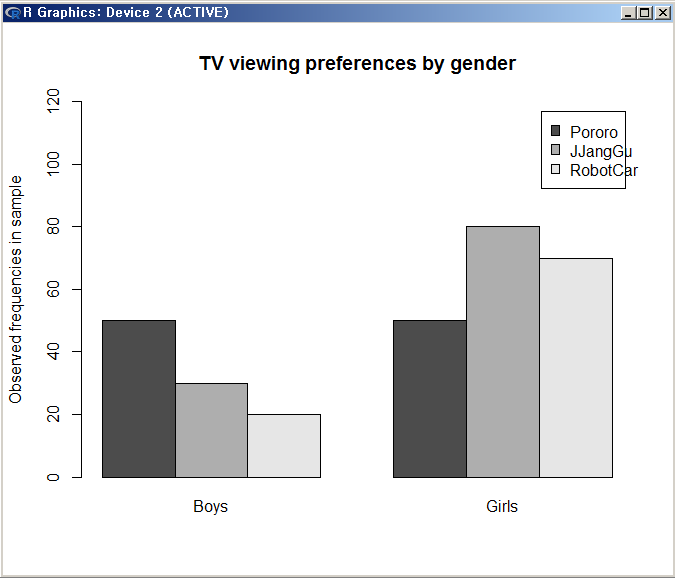 R Graphics: Device 2 (ACTIVE)
TV viewing preferences by gender
Observed frequencies in sample
120
100
80
60
40
20
0
Pororo
JJangGu
RobotCar
Boys
Girls